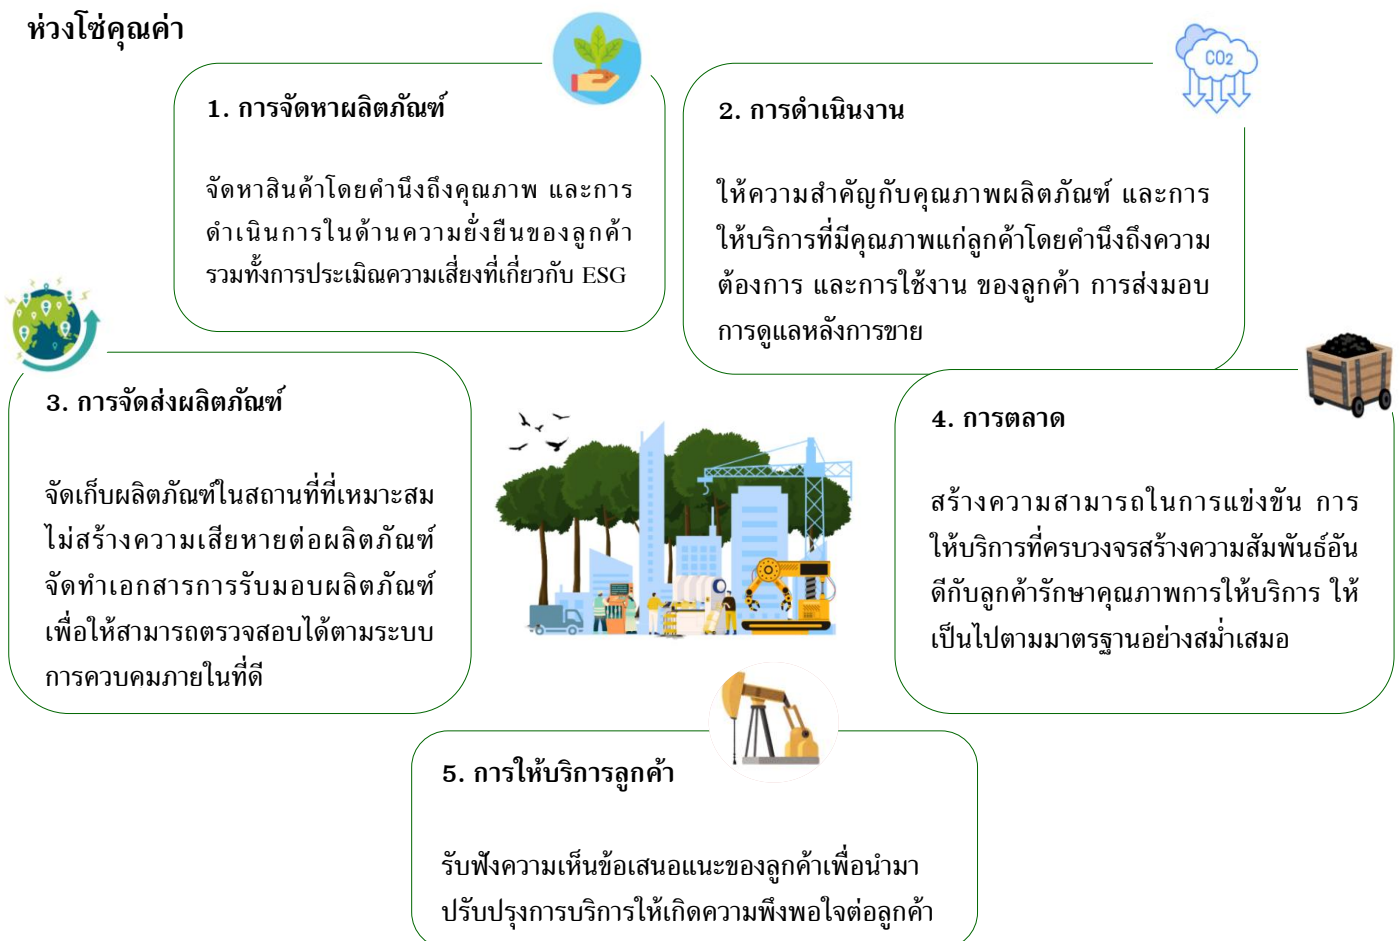 ห่วงโซ่คุณค่า
1. การจัดหาผลิตภัณฑ์
จัดหาสินค้าโดยคำนึงถึงคุณภาพ และการ
ดำเนินการในด้านความยั่งยืนของลูกค้า
รวมทั้งการประเมิณความเสี่ยงที่เกี่ยวกับ ESG
CO2
2. การดำเนินงาน
ให้ความสำคัญกับคุณภาพผลิตภัณฑ์ และการ
ให้บริการที่มีคุณภาพแก่ลูกค้าโดยคำนึงถึงความ
ต้องการ และการใช้งาน ของลูกค้า การส่งมอบ
การดูแลหลังการขาย
3. การจัดส่งผลิตภัณฑ์
จัดเก็บผลิตภัณฑ์ในสถานที่ที่เหมาะสม
ไม่สร้างความเสียหายต่อผลิตภัณฑ์
จัดทำเอกสารการรับมอบผลิตภัณฑ์
เพื่อให้สามารถตรวจสอบได้ตามระบบ
การควบคมภายในที่ดี
4. การตลาด
สร้างความสามารถในการแข่งขัน การ
ให้บริการที่ครบวงจรสร้างความสัมพันธ์อัน
ดีกับลูกค้ารักษาคุณภาพการให้บริการ ให้
เป็นไปตามมาตรฐานอย่างสม่ำเสมอ
5. การให้บริการลูกค้า
รับฟังความเห็นข้อเสนอแนะของลูกค้าเพื่อนำมา
ปรับปรุงการบริการให้เกิดความพึงพอใจต่อลูกค้า